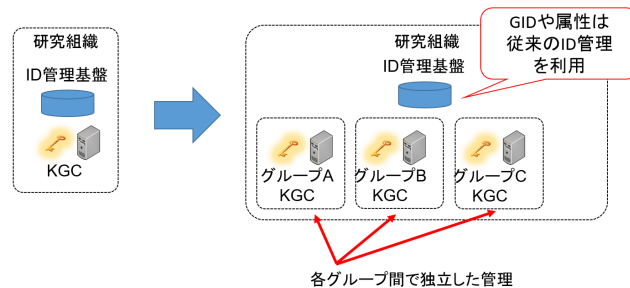 研究組織
ID管理基盤
KGC
研究組織
ID管理基盤
GIDや属性は
従来のID管理
を利用
グループA
KGC
グループB
KGC
グループC
KGC
各グループ間で独立した管理